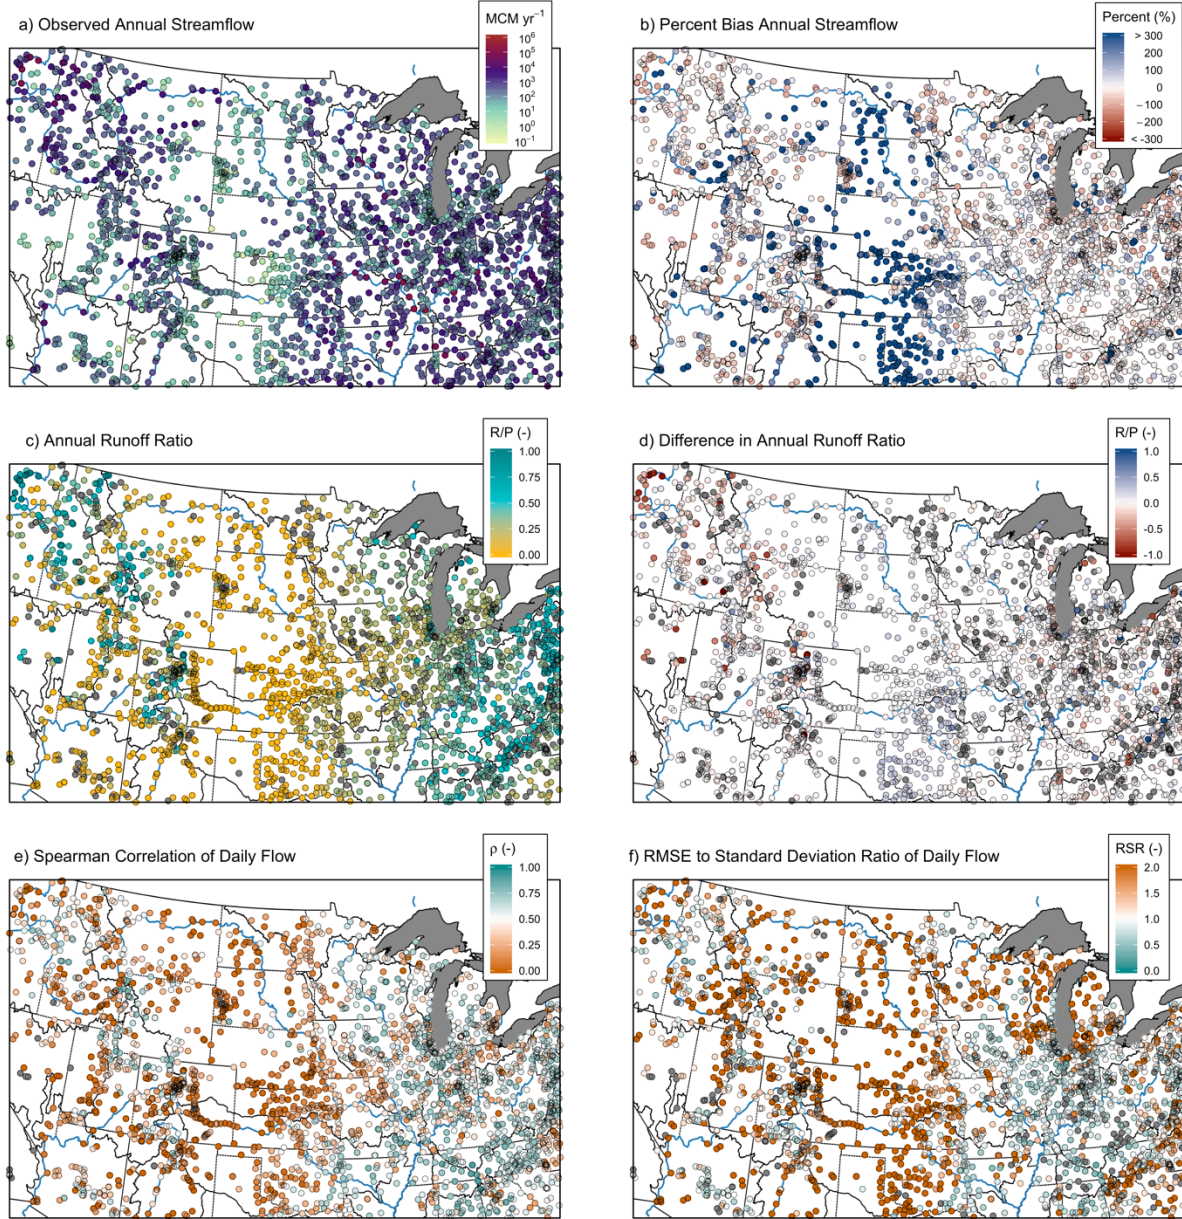 a) Observed Annual Streamflow
MCM yr⁻¹
10⁶
10⁵
10⁴
10³
10²
10¹
10⁰
10⁻¹
b) Percent Bias Annual Streamflow
Percent (%)
> 300
200
100
0
−100
−200
< -300
c) Annual Runoff Ratio
R/P (-)
1.00
0.75
0.50
0.25
0.00
d) Difference in Annual Runoff Ratio
R/P (-)
1.0
0.5
0.0
-0.5
-1.0
e) Spearman Correlation of Daily Flow
ρ (-)
1.00
0.75
0.50
0.25
0.00
f) RMSE to Standard Deviation Ratio of Daily Flow
RSR (-)
2.0
1.5
1.0
0.5
0.0